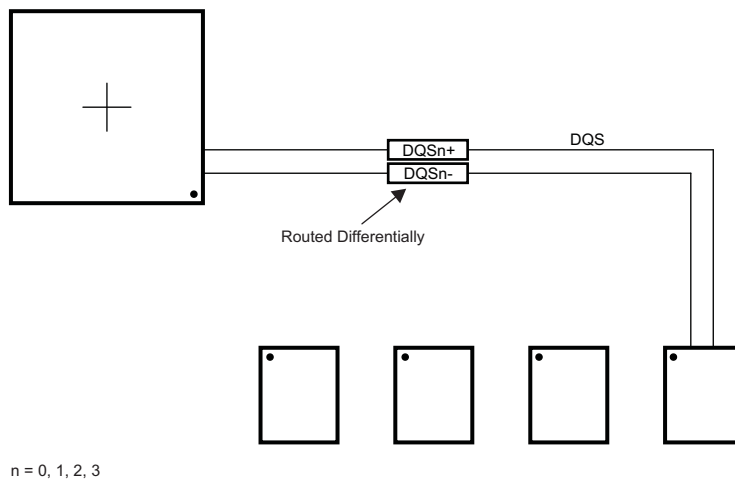 DQSn+
DQS
DQSn-
Routed Differentially
n = 0, 1, 2, 3